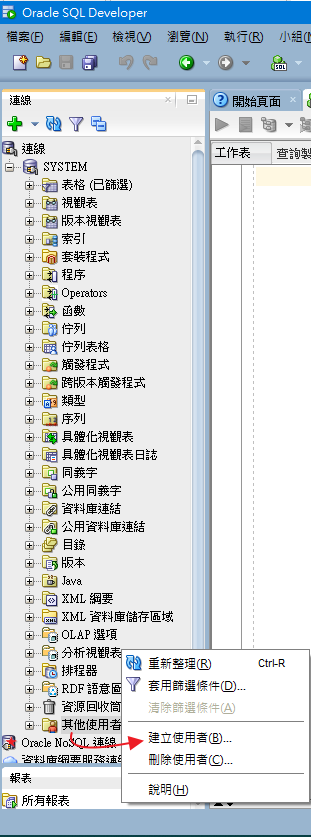 Oracle SQL Developer
檔案(F) 編輯(E) 檢視(V) 瀏覽(N) 執行(R) 小組(
SQL
連線
開始頁面
工作表 查詢製
連線
SYSTEM
表格 (已篩選)
視觀表
版本視觀表
索引
套裝程式
程序
Operators
函數
佇列
佇列表格
觸發程式
跨版本觸發程式
類型
序列
具體化視觀表
具體化視觀表日誌
同義字
公用同義字
資料庫連結
公用資料庫連結
目錄
版本
Java
XML 綱要
XML 資料庫儲存區域
OLAP 選項
分析視觀表
排程器
RDF 語意圖
資源回收筒
其他使用者
Oracle NoSQL 連線
資料庫綱要服務連
報表
所有報表
重新整理(R) Ctrl-R
套用篩選條件(D)...
清除篩選條件(A)
建立使用者(B)...
刪除使用者(C)...
說明(H)